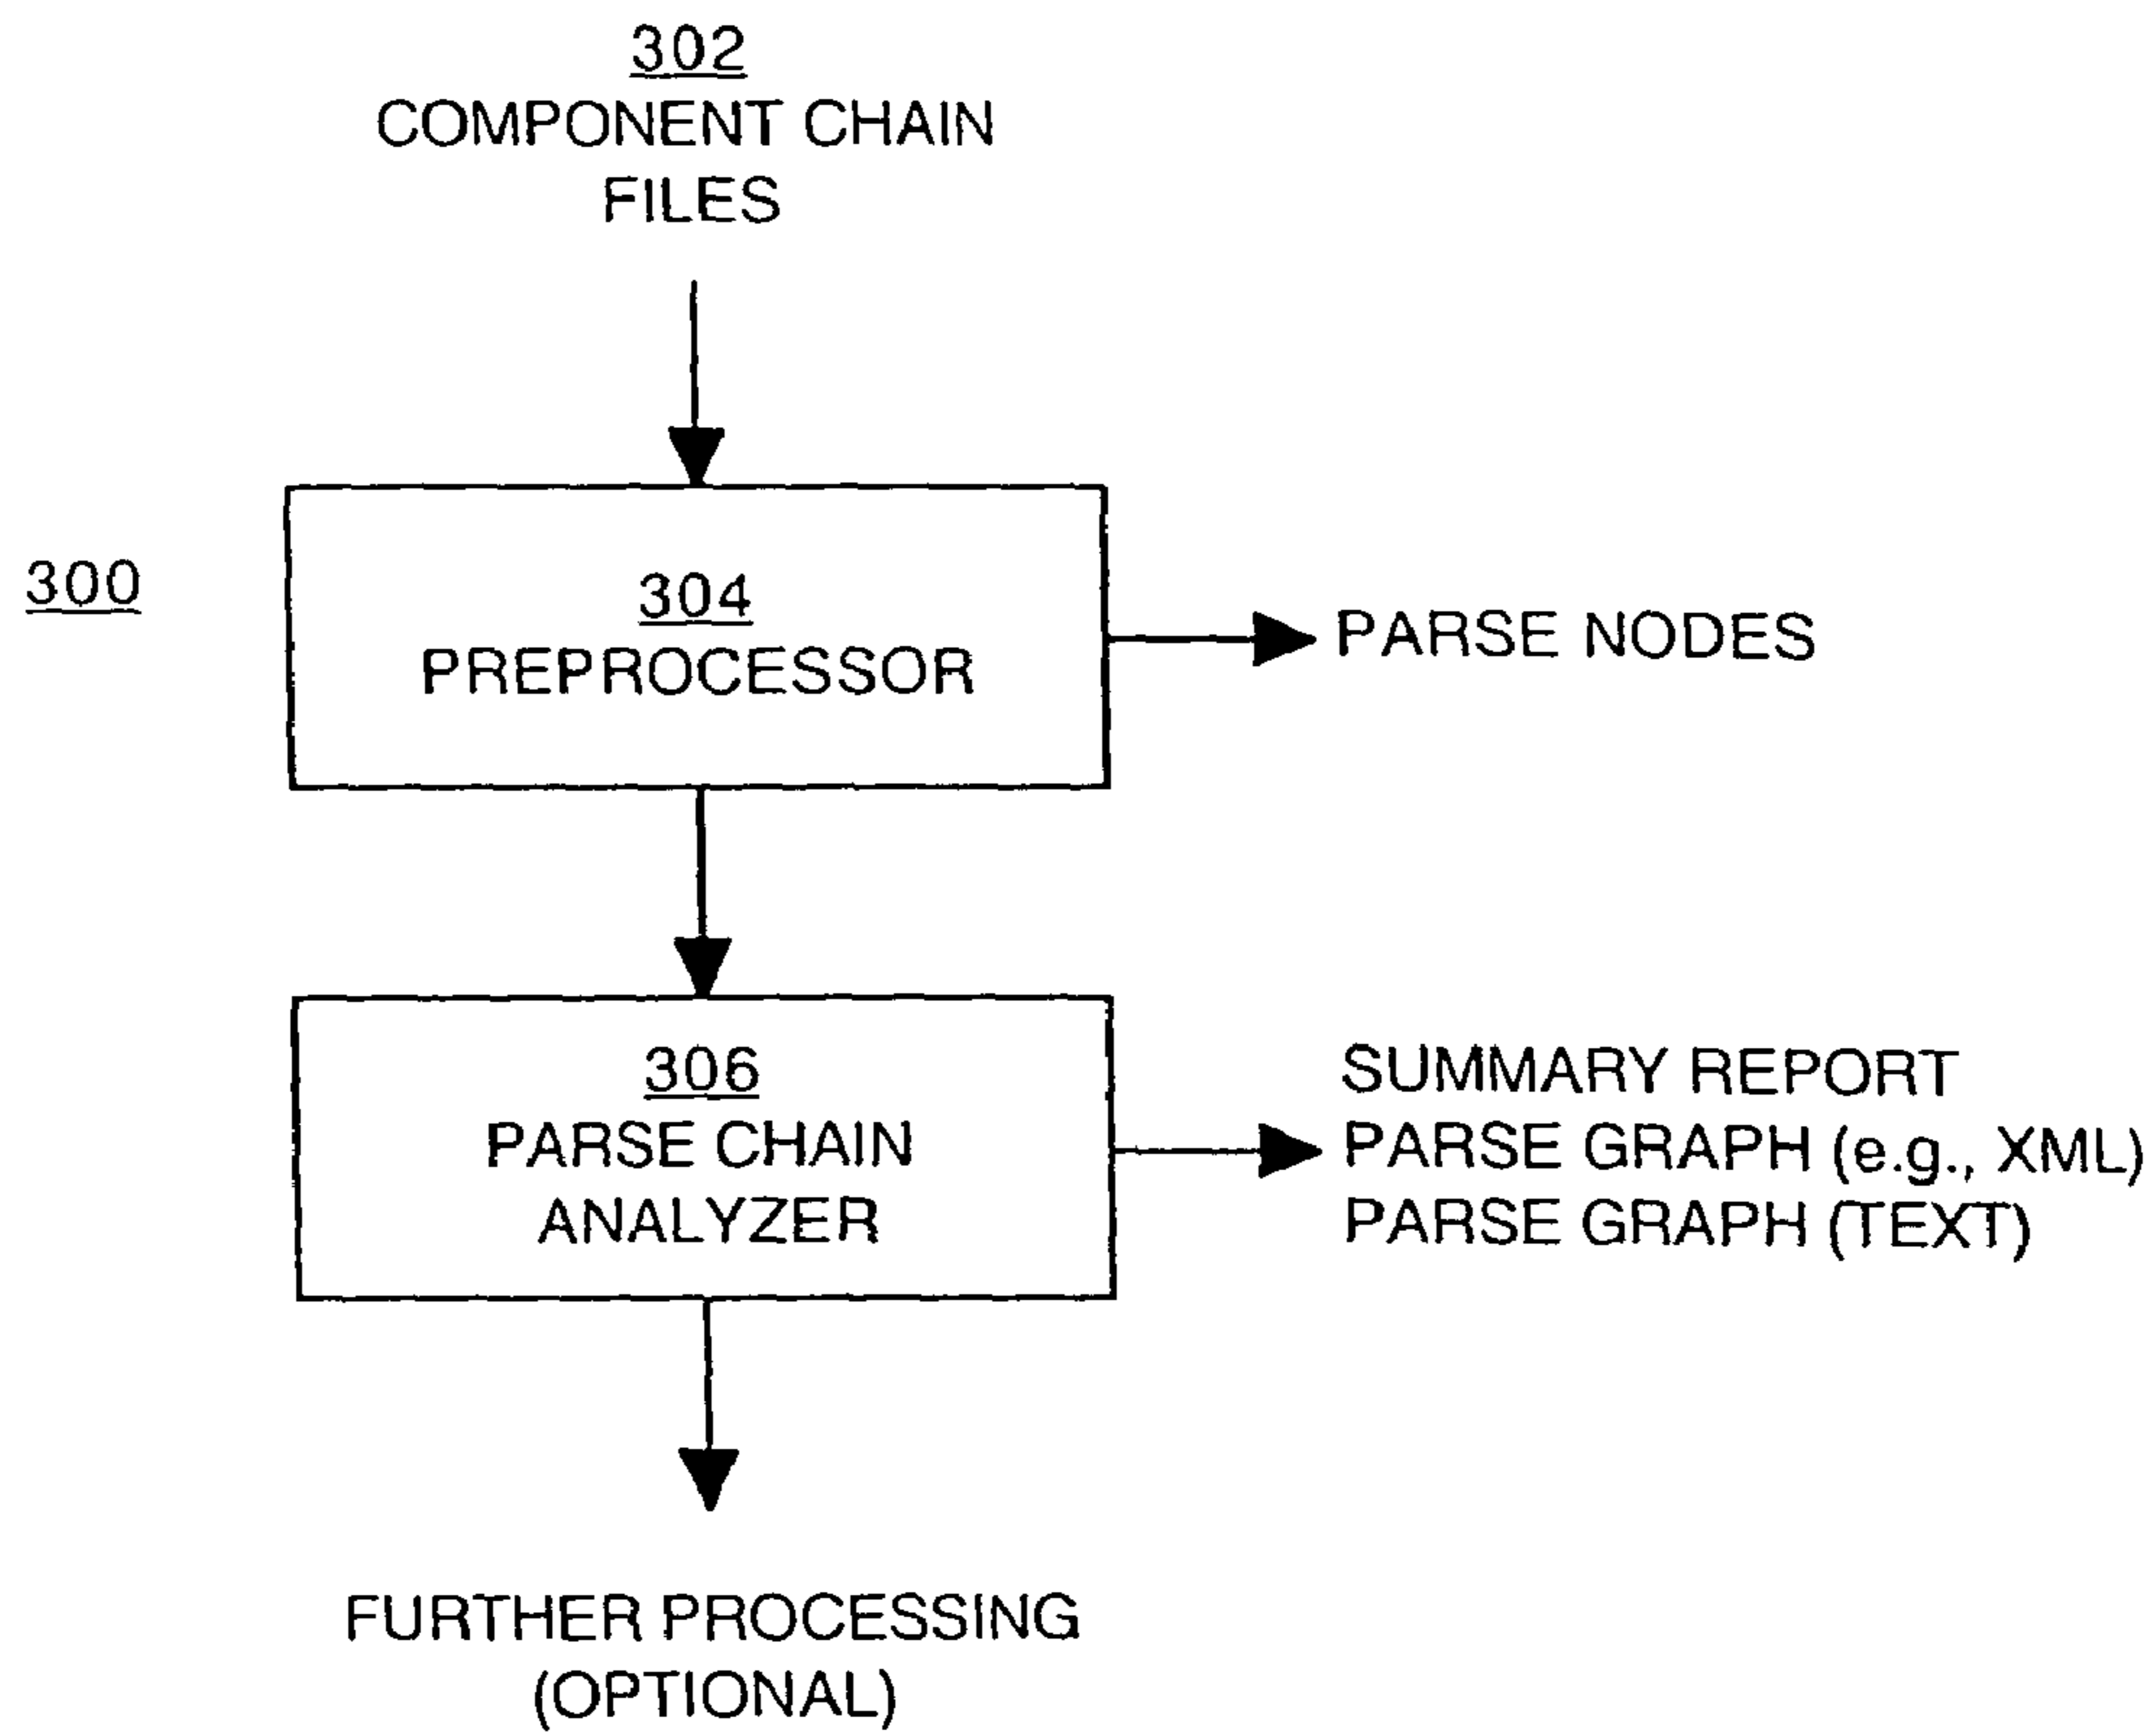 302
COMPONENT CHAIN
FILES
300
304
PREPROCESSOR
PARSE NODES
306
PARSE CHAIN
ANALYZER
SUMMARY REPORT
PARSE GRAPH (e.g., XML)
PARSE GRAPH (TEXT)
FURTHER PROCESSING
(OPTIONAL)